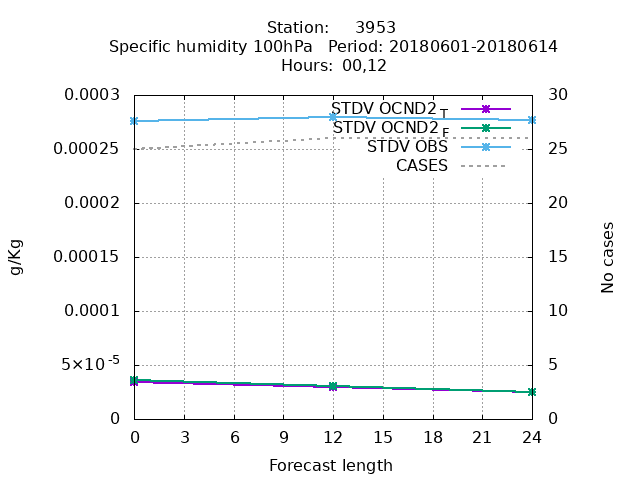 Station: 3953
Specific humidity 100hPa Period: 20180601-20180614
Hours: 00,12
0.0003
0.00025
0.0002
0.00015
0.0001
5×10⁻⁵
0
30
25
20
15
10
5
0
STDV OCND2 T
STDV OCND2 F
STDV OBS
CASES
g/Kg
No cases
0 3 6 9 12 15 18 21 24
Forecast length